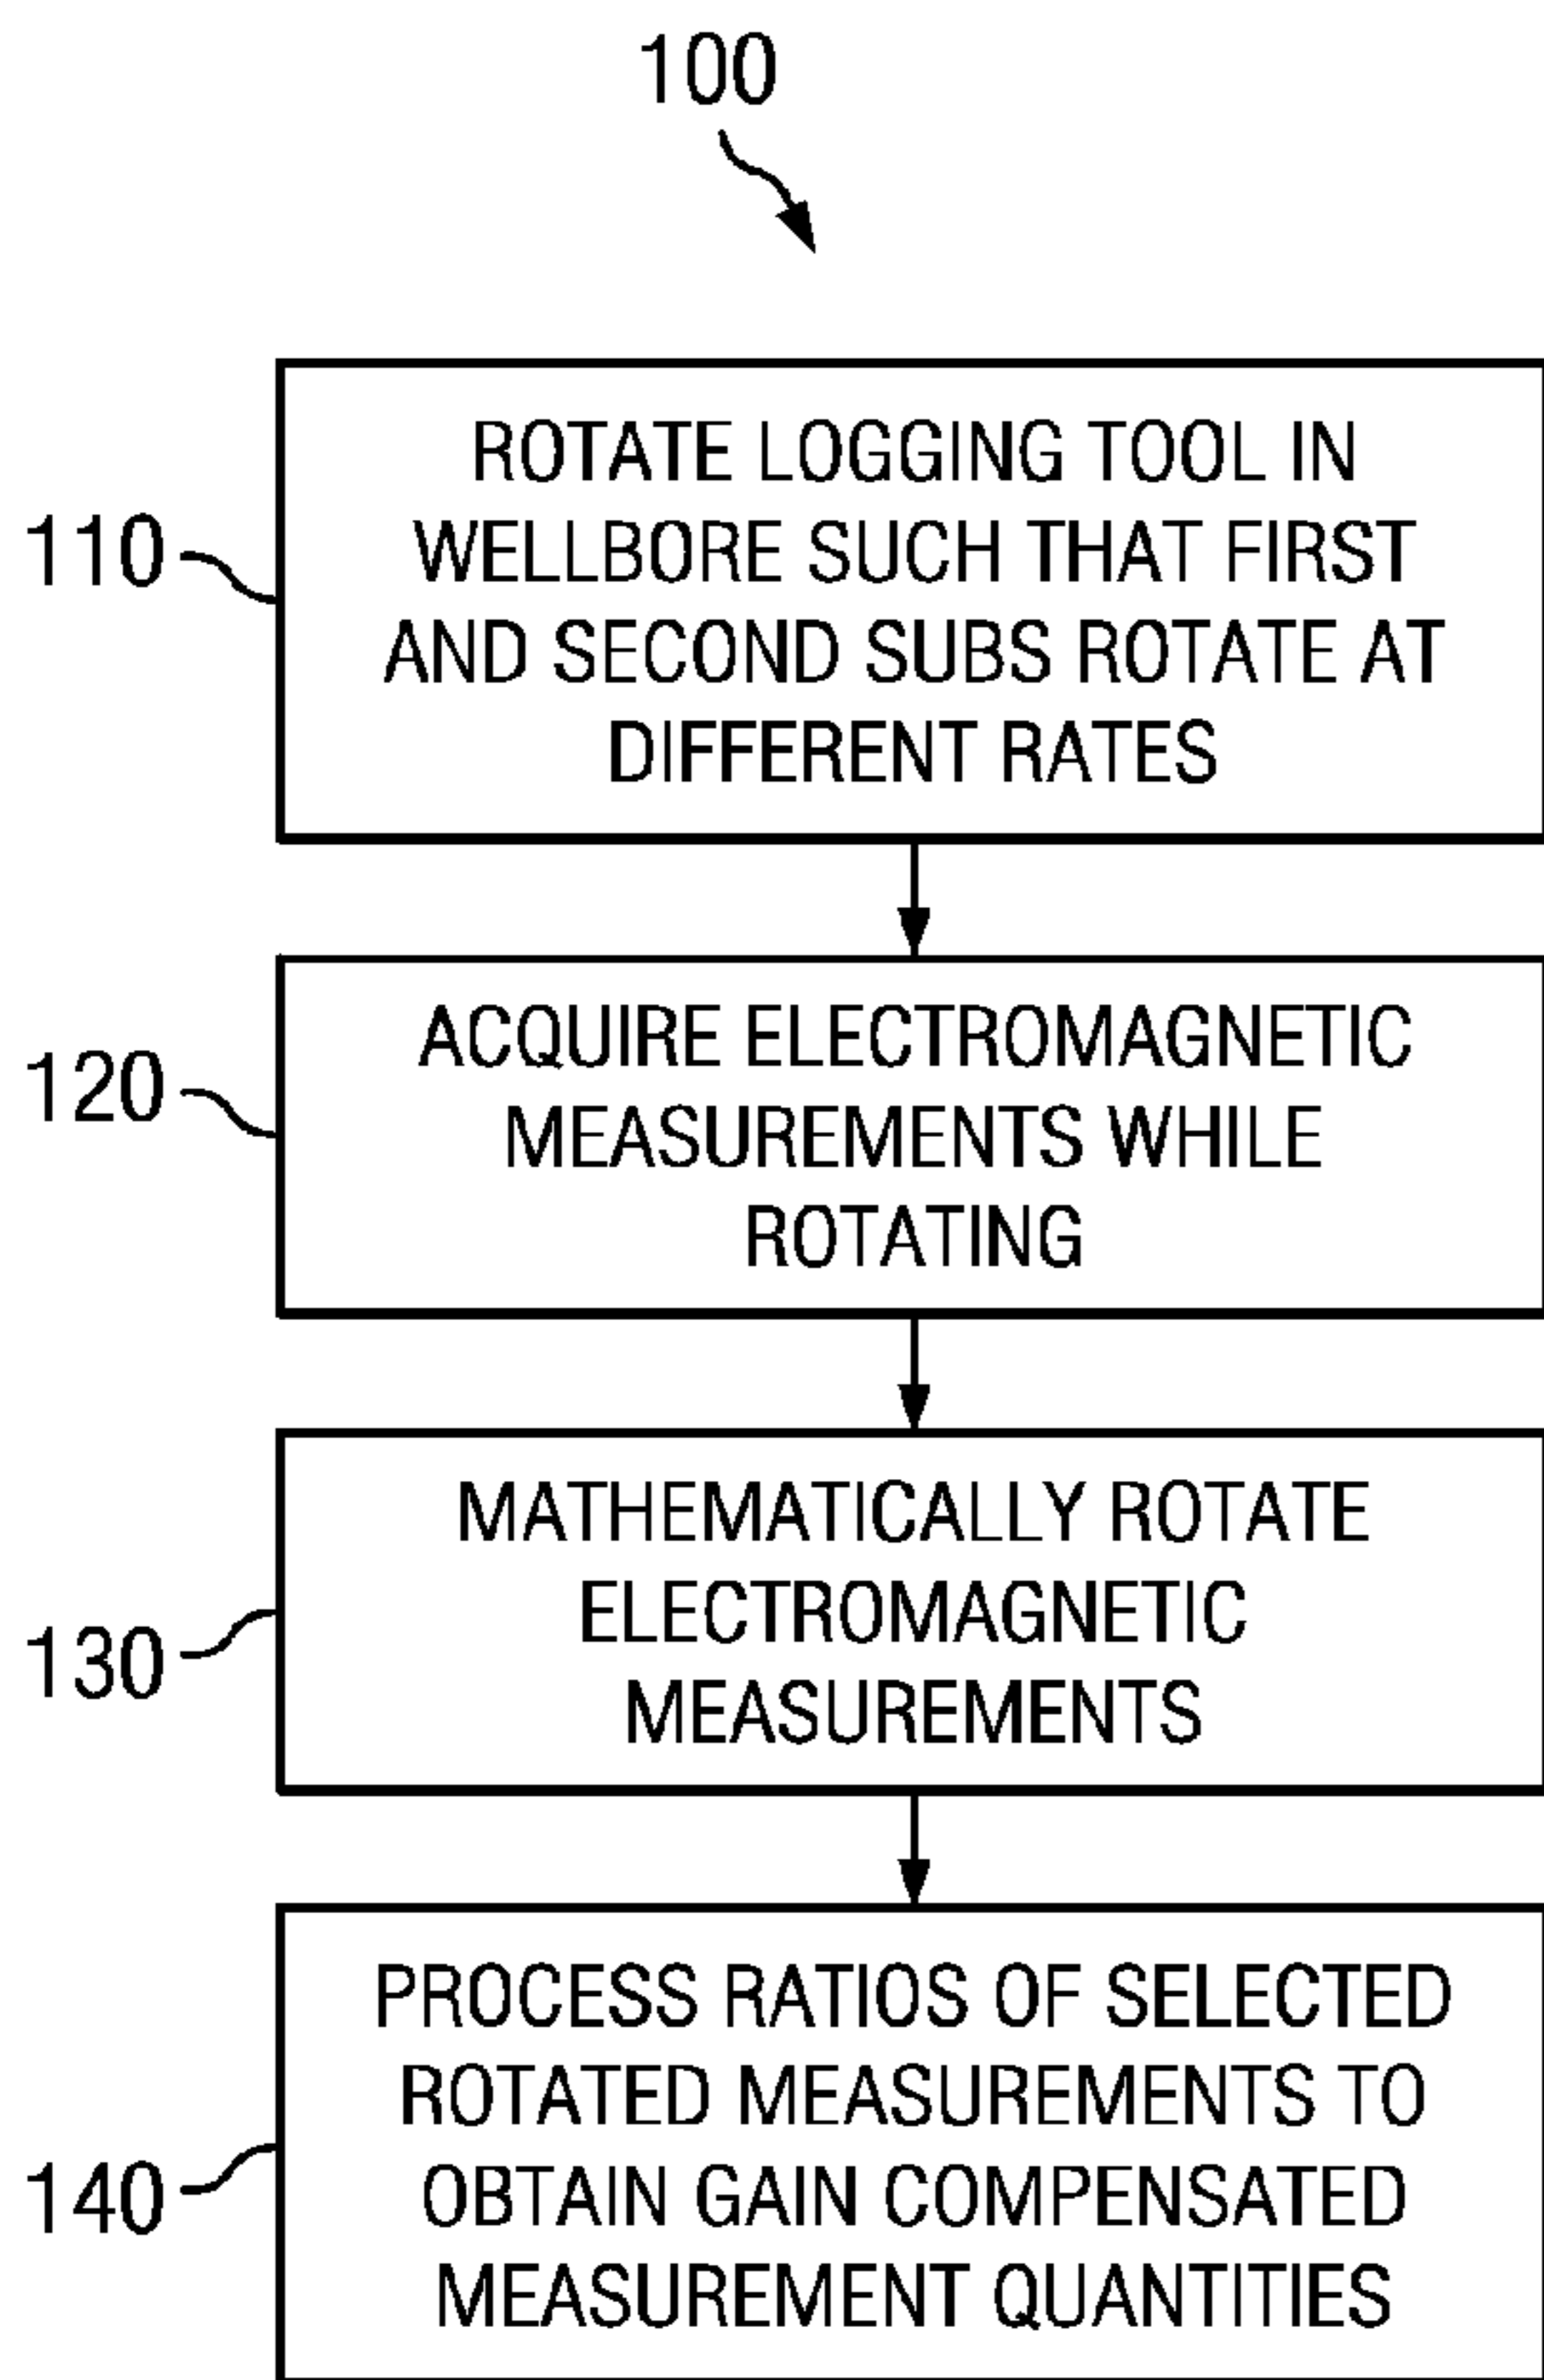 100
110
ROTATE LOGGING TOOL IN
WELLBORE SUCH THAT FIRST
AND SECOND SUBS ROTATE AT
DIFFERENT RATES
120
ACQUIRE ELECTROMAGNETIC
MEASUREMENTS WHILE
ROTATING
130
MATHEMATICALLY ROTATE
ELECTROMAGNETIC
MEASUREMENTS
140
PROCESS RATIOS OF SELECTED
ROTATED MEASUREMENTS TO
OBTAIN GAIN COMPENSATED
MEASUREMENT QUANTITIES